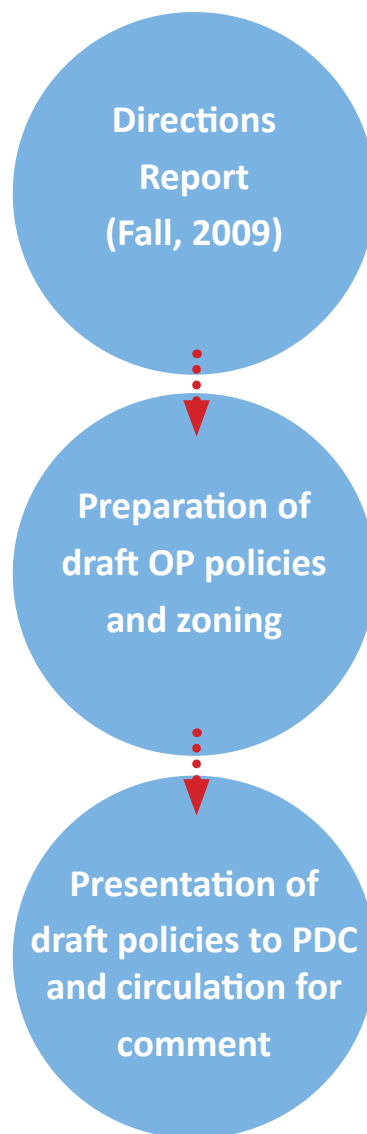 Directions
Report
(Fall, 2009)
Preparation of
draft OP policies
and zoning
Presentation of
draft policies to PDC
and circulation for
comment